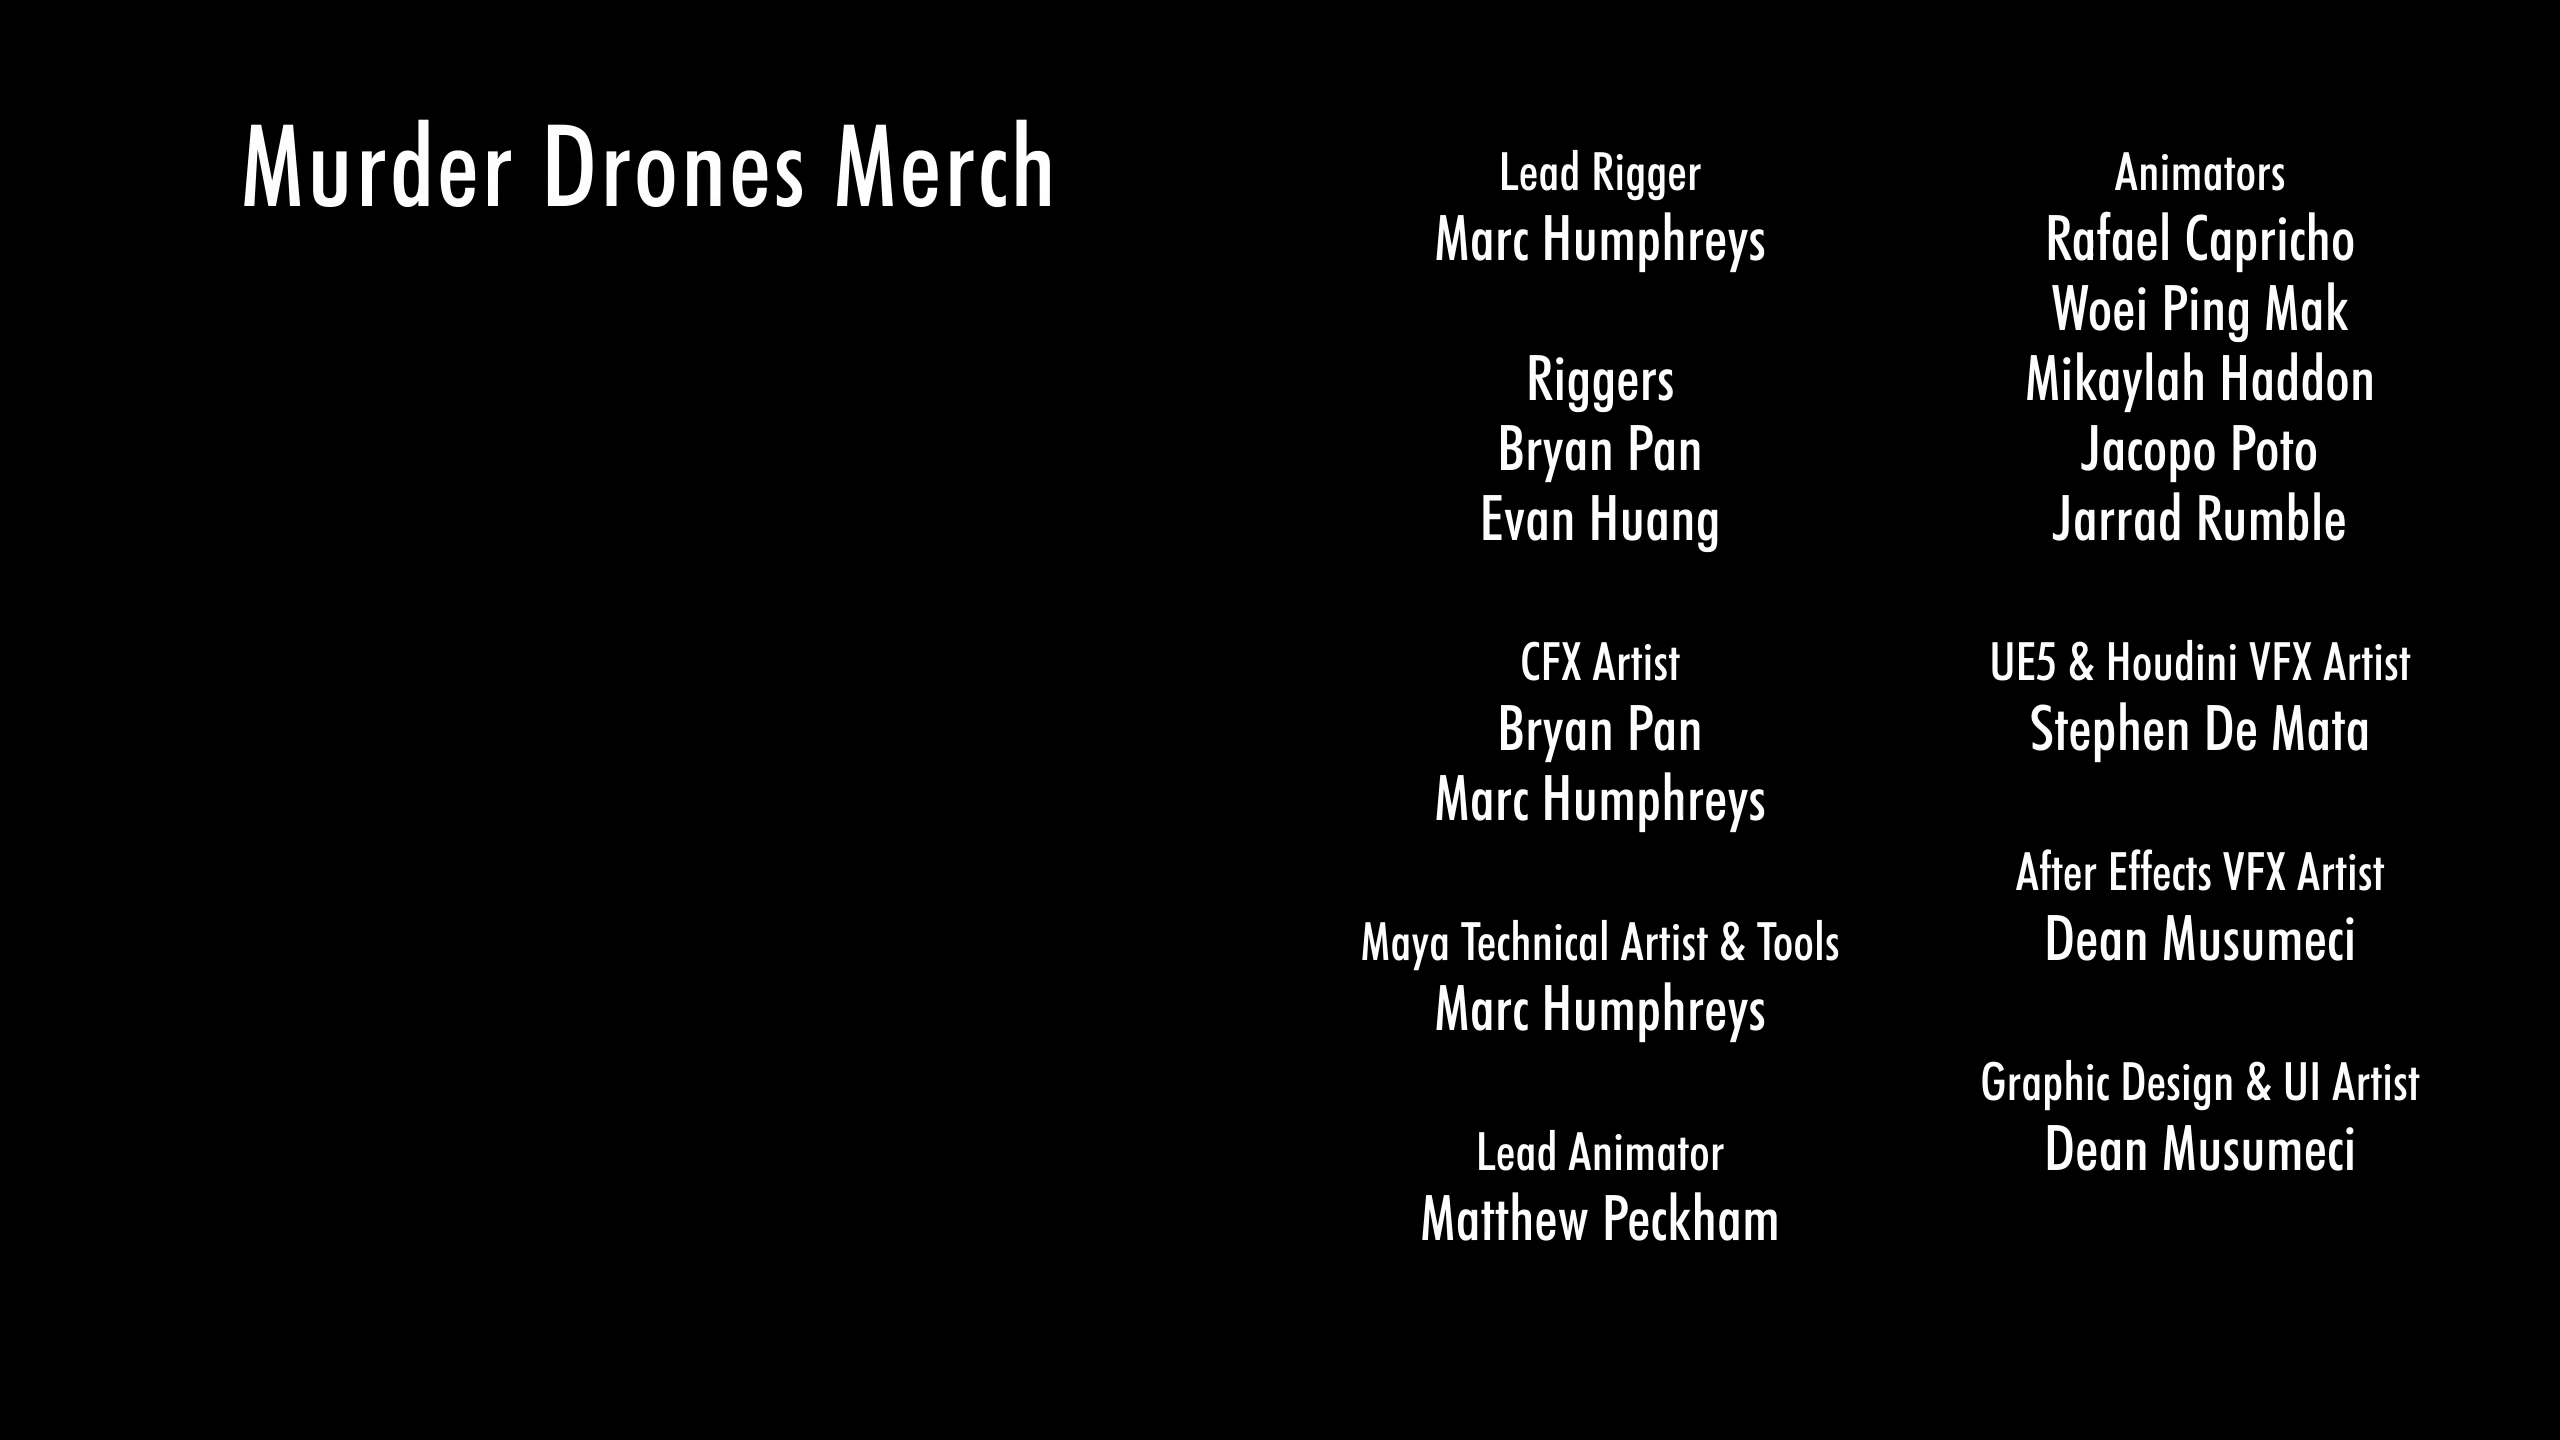 Murder Drones Merch
Lead Rigger
Marc Humphreys
Riggers
Bryan Pan
Evan Huang
CFX Artist
Bryan Pan
Marc Humphreys
Maya Technical Artist & Tools
Marc Humphreys
Lead Animator
Matthew Peckham
Animators
Rafael Capricho
Woei Ping Mak
Mikaylah Haddon
Jacopo Poto
Jarrad Rumble
UE5 & Houdini VFX Artist
Stephen De Mata
After Effects VFX Artist
Dean Musumeci
Graphic Design & UI Artist
Dean Musumeci